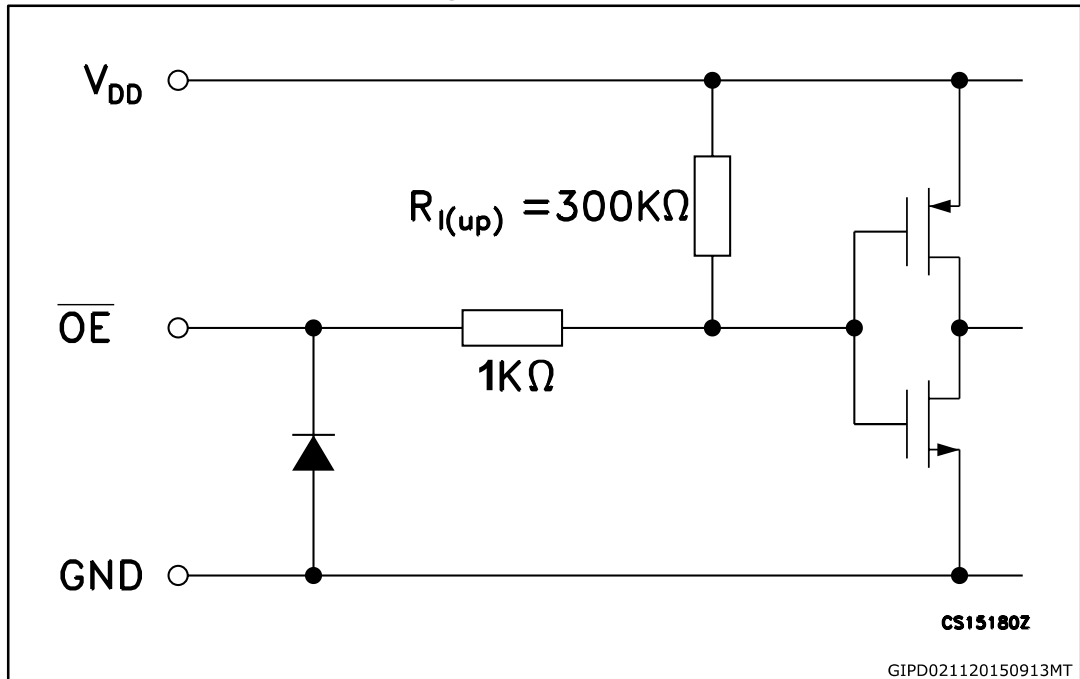 VDD
RI(up) =300KΩ
OE
1KΩ
GND
CS15180Z
GIPD021120150913MT